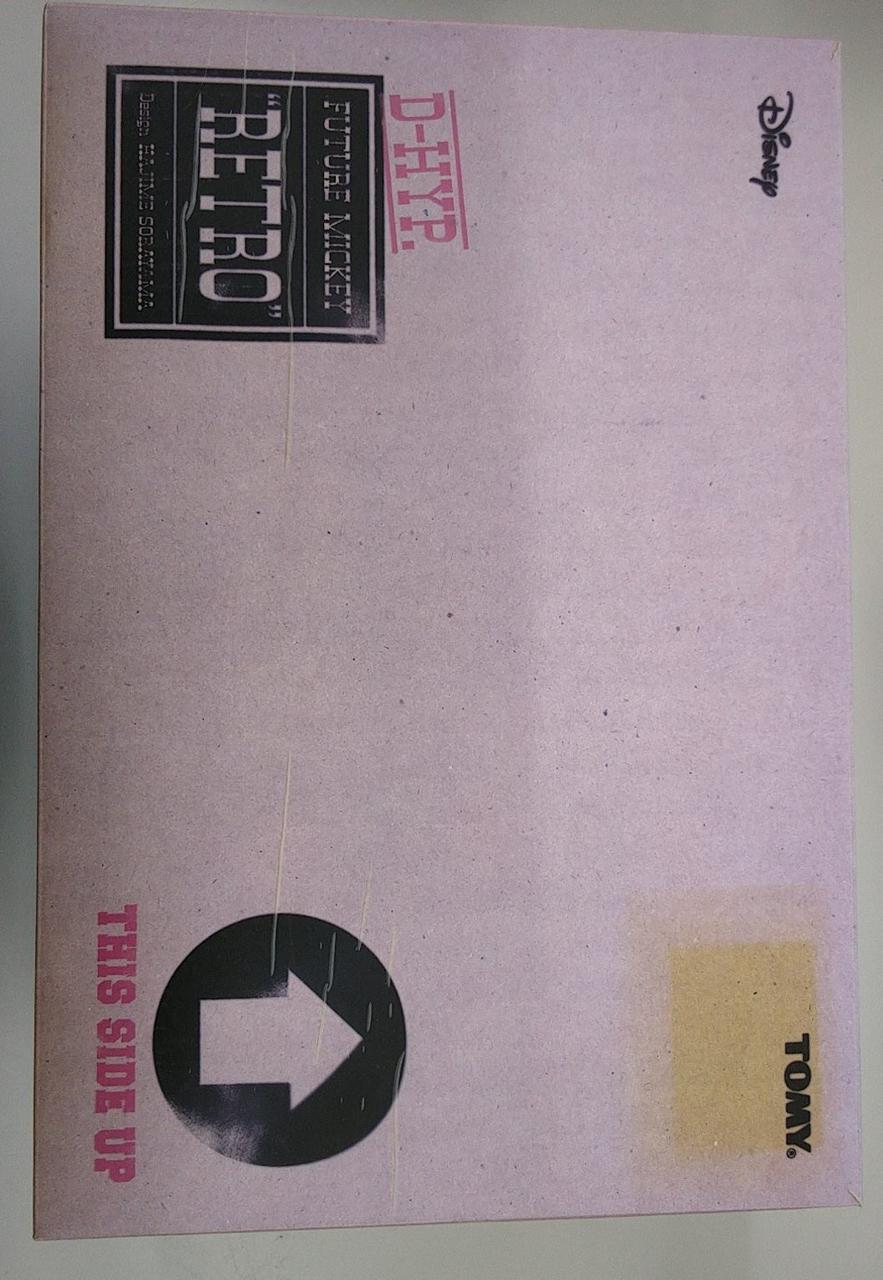 Disney
TOMY®
D-HYP.
FUTURE MICKEY
"RETRO"
Design HAJIME SORAYAMA
THIS SIDE UP